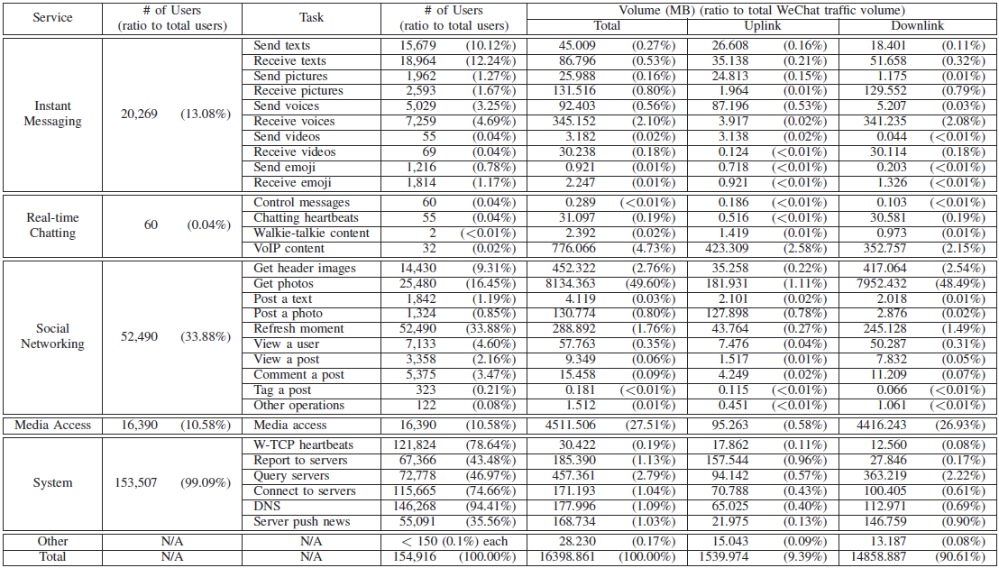 Service # of Users (ratio to total users) Task # of Users (ratio to total users) Volume (MB) (ratio to total WeChat traffic volume)
Total Uplink Downlink
Instant Messaging 20,269 (13.08%)
Send texts 15,679 (10.12%) 45.009 (0.27%) 26.608 (0.16%) 18.401 (0.11%)
Receive texts 18,964 (12.24%) 86.796 (0.53%) 35.138 (0.21%) 51.658 (0.32%)
Send pictures 1,962 (1.27%) 25.988 (0.16%) 24.813 (0.15%) 1.175 (0.01%)
Receive pictures 2,593 (1.67%) 131.516 (0.80%) 1.964 (0.01%) 129.552 (0.79%)
Send voices 5,029 (3.25%) 92.403 (0.56%) 87.196 (0.53%) 5.207 (0.03%)
Receive voices 7,259 (4.69%) 345.152 (2.10%) 3.917 (0.02%) 341.235 (2.08%)
Send videos 55 (0.04%) 3.182 (0.02%) 3.138 (0.02%) 0.044 (<0.01%)
Receive videos 69 (0.04%) 30.238 (0.18%) 0.124 (<0.01%) 30.114 (0.18%)
Send emoji 1,216 (0.78%) 0.921 (0.01%) 0.718 (<0.01%) 0.203 (<0.01%)
Receive emoji 1,814 (1.17%) 2.247 (0.01%) 0.921 (<0.01%) 1.326 (<0.01%)
Real-time Chatting 60 (0.04%)
Control messages 60 (0.04%) 0.289 (<0.01%) 0.186 (<0.01%) 0.103 (<0.01%)
Chatting heartbeats 55 (0.04%) 31.097 (0.19%) 0.516 (<0.01%) 30.581 (0.19%)
Walkie-talkie content 2 (<0.01%) 2.392 (0.02%) 1.419 (0.01%) 0.973 (0.01%)
VoIP content 32 (0.02%) 776.066 (4.73%) 423.309 (2.58%) 352.757 (2.15%)
Social Networking 52,490 (33.88%)
Get header images 14,430 (9.31%) 452.322 (2.76%) 35.258 (0.22%) 417.064 (2.54%)
Get photos 25,480 (16.45%) 8134.363 (49.60%) 181.931 (1.11%) 7952.432 (48.49%)
Post a text 1,842 (1.19%) 4.119 (0.03%) 2.101 (0.02%) 2.018 (0.01%)
Post a photo 1,324 (0.85%) 130.774 (0.80%) 127.898 (0.78%) 2.876 (0.02%)
Refresh moment 52,490 (33.88%) 288.892 (1.76%) 43.764 (0.27%) 245.128 (1.49%)
View a user 7,133 (4.60%) 57.763 (0.35%) 7.476 (0.04%) 50.287 (0.31%)
View a post 3,358 (2.16%) 9.349 (0.06%) 1.517 (0.01%) 7.832 (0.05%)
Comment a post 5,375 (3.47%) 15.458 (0.09%) 4.249 (0.02%) 11.209 (0.07%)
Tag a post 323 (0.21%) 0.181 (<0.01%) 0.115 (<0.01%) 0.066 (<0.01%)
Other operations 122 (0.08%) 1.512 (0.01%) 0.451 (<0.01%) 1.061 (<0.01%)
Media Access 16,390 (10.58%) Media access 16,390 (10.58%) 4511.506 (27.51%) 95.263 (0.58%) 4416.243 (26.93%)
System 153,507 (99.09%)
W-TCP heartbeats 121,824 (78.64%) 30.422 (0.19%) 17.862 (0.11%) 12.560 (0.08%)
Report to servers 67,366 (43.48%) 185.390 (1.13%) 157.544 (0.96%) 27.846 (0.17%)
Query servers 72,778 (46.97%) 457.361 (2.79%) 94.142 (0.57%) 363.219 (2.22%)
Connect to servers 115,665 (74.66%) 171.193 (1.04%) 70.788 (0.43%) 100.405 (0.61%)
DNS 146,268 (94.41%) 177.996 (1.09%) 65.025 (0.40%) 112.971 (0.69%)
Server push news 55,091 (35.56%) 168.734 (1.03%) 21.975 (0.13%) 146.759 (0.90%)
Other N/A N/A < 150 (0.1%) each 28.230 (0.17%) 15.043 (0.09%) 13.187 (0.08%)
Total N/A N/A 154,916 (100.00%) 16398.861 (100.00%) 1539.974 (9.39%) 14858.887 (90.61%)